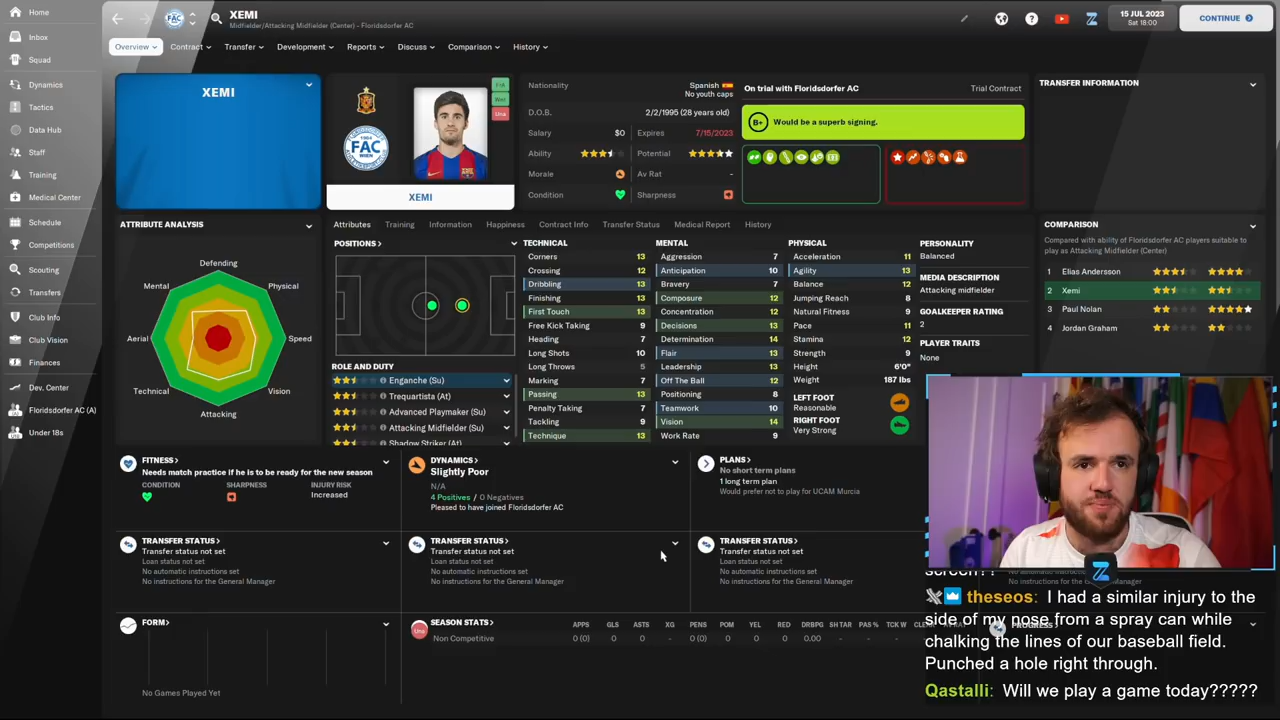 Home
Inbox
Squad
Dynamics
Tactics
Data Hub
Staff
Training
Medical Center
Schedule
Competitions
Scouting
Transfers
Club Info
Club Vision
Finances
Dev. Center
Floridsdorfer AC (A)
Under 18s
FAC
XEMI
Midfielder/Attacking Midfielder (Center) - Floridsdorfer AC
15 JUL 2023
Sat 18:00
CONTINUE
Overview
Contract
Transfer
Development
Reports
Discuss
Comparison
History
XEMI
1904
FAC
WIEN
XEMI
Frk
Wor
Una
Nationality Spanish
No youth caps
D.O.B. 2/2/1995 (28 years old)
Salary $0 Expires 7/15/2023
Ability Potential
Morale Av Rat -
Condition Sharpness
On trial with Floridsdorfer AC Trial Contract
B+ Would be a superb signing.
TRANSFER INFORMATION
ATTRIBUTE ANALYSIS
Defending
Mental Physical
Aerial Speed
Technical Vision
Attacking
Attributes Training Information Happiness Contract Info Transfer Status Medical Report History
POSITIONS
ROLE AND DUTY
Enganche (Su)
Trequartista (At)
Advanced Playmaker (Su)
Attacking Midfielder (Su)
Shadow Striker (At)
TECHNICAL
Corners 13
Crossing 12
Dribbling 13
Finishing 13
First Touch 13
Free Kick Taking 9
Heading 7
Long Shots 10
Long Throws 5
Marking 7
Passing 13
Penalty Taking 7
Tackling 9
Technique 13
MENTAL
Aggression 7
Anticipation 10
Bravery 7
Composure 12
Concentration 12
Decisions 13
Determination 14
Flair 13
Leadership 13
Off The Ball 12
Positioning 8
Teamwork 10
Vision 14
Work Rate 9
PHYSICAL
Acceleration 11
Agility 13
Balance 12
Jumping Reach 8
Natural Fitness 9
Pace 11
Stamina 12
Strength 9
Height 6'0"
Weight 187 lbs
LEFT FOOT
Reasonable
RIGHT FOOT
Very Strong
PERSONALITY
Balanced
MEDIA DESCRIPTION
Attacking midfielder
GOALKEEPER RATING
2
PLAYER TRAITS
None
COMPARISON
Compared with ability of Floridsdorfer AC players suitable to
play as Attacking Midfielder (Center)
1 Elias Andersson
2 Xemi
3 Paul Nolan
4 Jordan Graham
FITNESS
Needs match practice if he is to be ready for the new season
CONDITION SHARPNESS INJURY RISK
Increased
DYNAMICS
Slightly Poor
N/A
4 Positives / 0 Negatives
Pleased to have joined Floridsdorfer AC
PLANS
No short term plans
1 long term plan
Would prefer not to play for UCAM Murcia
TRANSFER STATUS
Transfer status not set
Loan status not set
No automatic instructions set
No instructions for the General Manager
TRANSFER STATUS
Transfer status not set
Loan status not set
No automatic instructions set
No instructions for the General Manager
TRANSFER STATUS
Transfer status not set
Loan status not set
No automatic instructions set
No instructions for the General Manager
FORM
No Games Played Yet
SEASON STATS
APPS GLS ASTS XG PENS POM YEL RED DRBPG SH TAR PAS % TCK W
Una Non Competitive 0 (0) 0 0 - 0 (0) 0 0 0 0.00 - - -
theseos: I had a similar injury to the
side of my nose from a spray can while
chalking the lines of our baseball field.
Punched a hole right through.
Qastalli: Will we play a game today?????